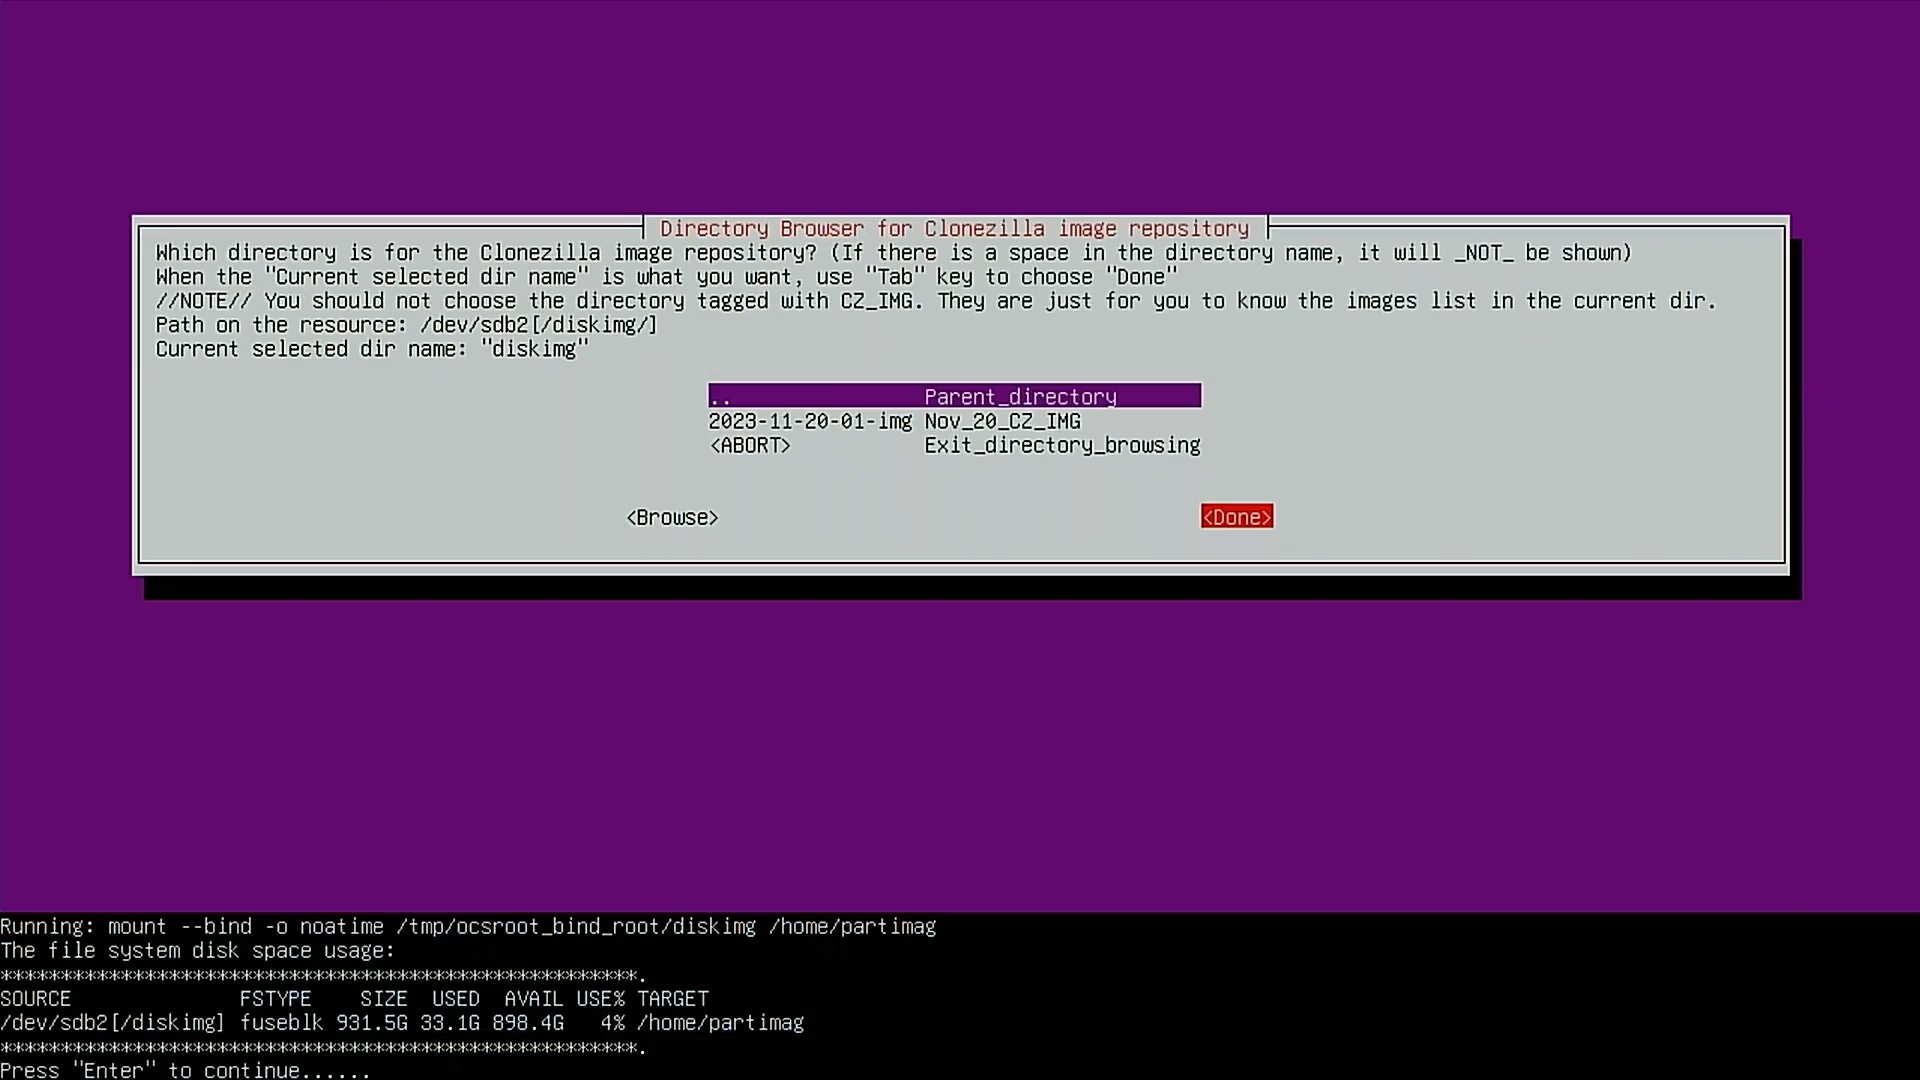 Directory Browser for Clonezilla image repository
Which directory is for the Clonezilla image repository? (If there is a space in the directory name, it will _NOT_ be shown)
When the "Current selected dir name" is what you want, use "Tab" key to choose "Done"
//NOTE// You should not choose the directory tagged with CZ_IMG. They are just for you to know the images list in the current dir.
Path on the resource: /dev/sdb2[/diskimg/]
Current selected dir name: "diskimg"
.. Parent_directory
2023-11-20-01-img Nov_20_CZ_IMG
<ABORT> Exit_directory_browsing
<Browse> <Done>
Running: mount --bind -o noatime /tmp/ocsroot_bind_root/diskimg /home/partimag
The file system disk space usage:
*****************************************************.
SOURCE FSTYPE SIZE USED AVAIL USE% TARGET
/dev/sdb2[/diskimg] fuseblk 931.5G 33.1G 898.4G 4% /home/partimag
*****************************************************.
Press "Enter" to continue......